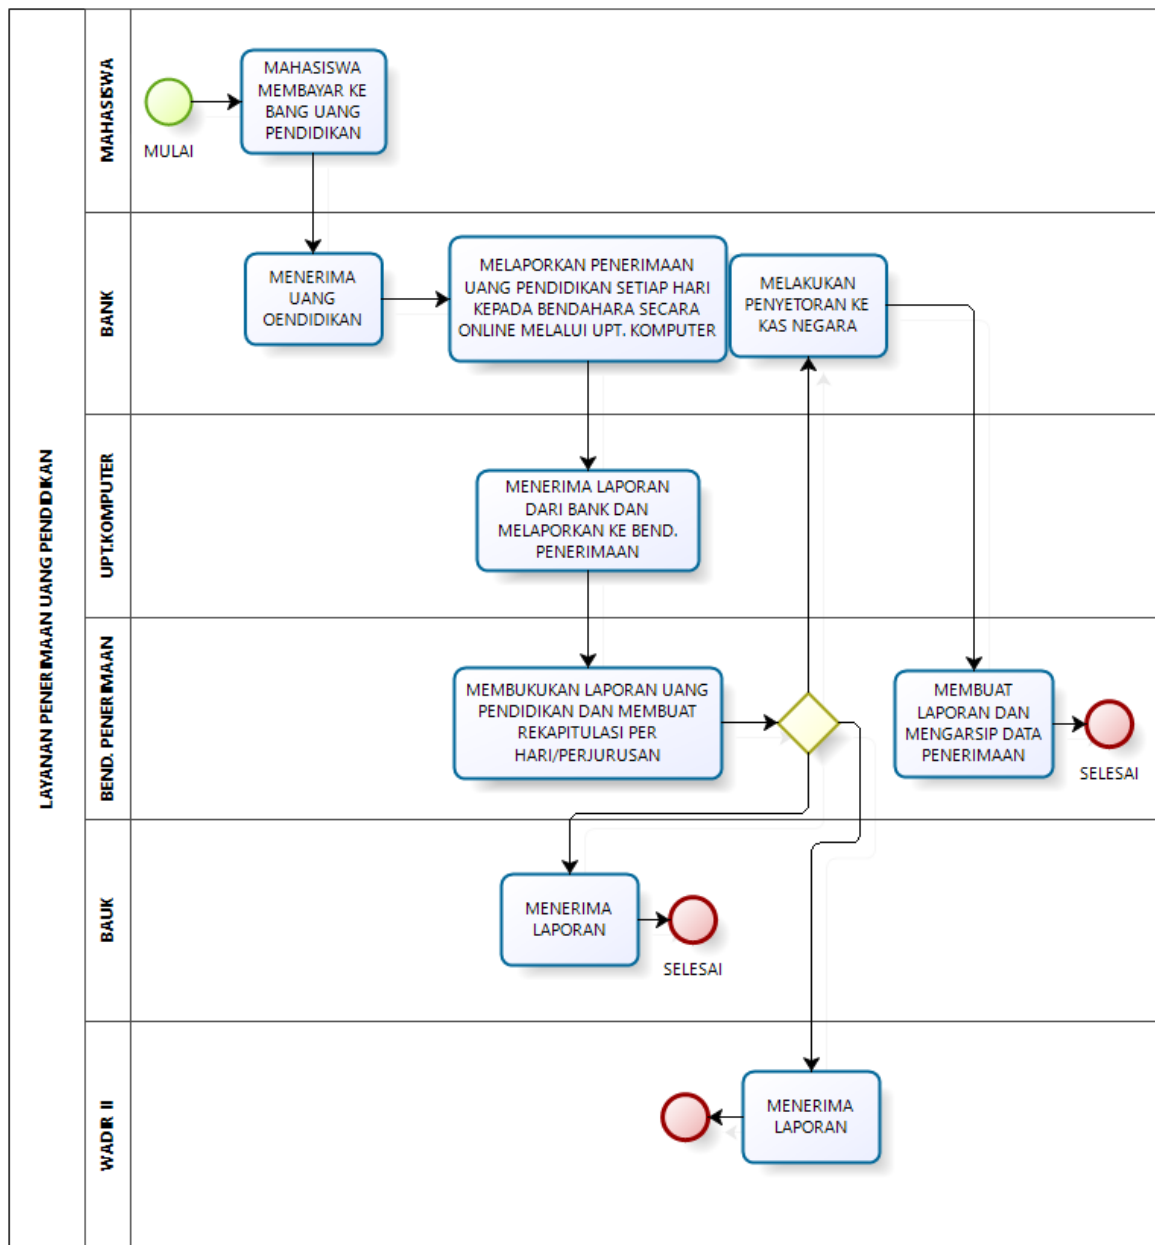 LAYANAN PENERIMAAN UANG PENDIDIKAN
MAHASISWA
MULAI
MAHASISWA
MEMBAYAR KE
BANG UANG
PENDIDIKAN
BANK
MENERIMA
UANG
OENDIDIKAN
MELAPORKAN PENERIMAAN
UANG PENDIDIKAN SETIAP HARI
KEPADA BENDAHARA SECARA
ONLINE MELALUI UPT. KOMPUTER
MELAKUKAN
PENYETORAN KE
KAS NEGARA
UPT.KOMPUTER
MENERIMA LAPORAN
DARI BANK DAN
MELAPORKAN KE BEND.
PENERIMAAN
BEND. PENERIMAAN
MEMBUKUKAN LAPORAN UANG
PENDIDIKAN DAN MEMBUAT
REKAPITULASI PER
HARI/PERJURUSAN
MEMBUAT
LAPORAN DAN
MENGARSIP DATA
PENERIMAAN
SELESAI
BAUK
MENERIMA
LAPORAN
SELESAI
WADIR II
MENERIMA
LAPORAN